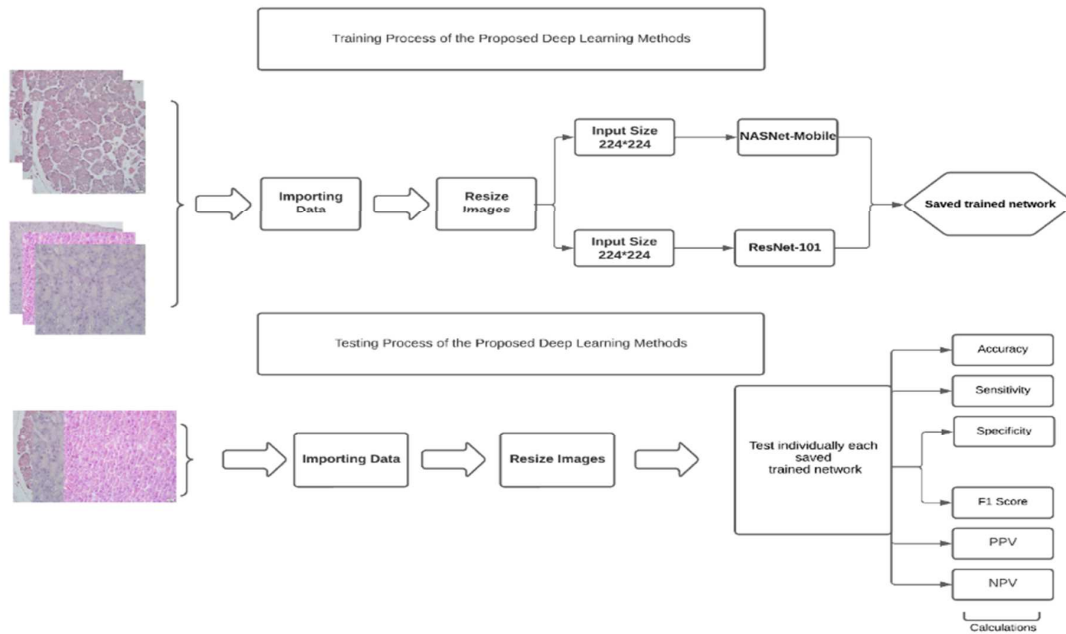 Training Process of the Proposed Deep Learning Methods
Input Size
224*224
NASNet-Mobile
Importing
Data
Resize
Images
Saved trained network
Input Size
224*224
ResNet-101
Testing Process of the Proposed Deep Learning Methods
Accuracy
Sensitivity
Specificity
Importing Data
Resize Images
Test individually each
saved
trained network
F1 Score
PPV
NPV
Calculations